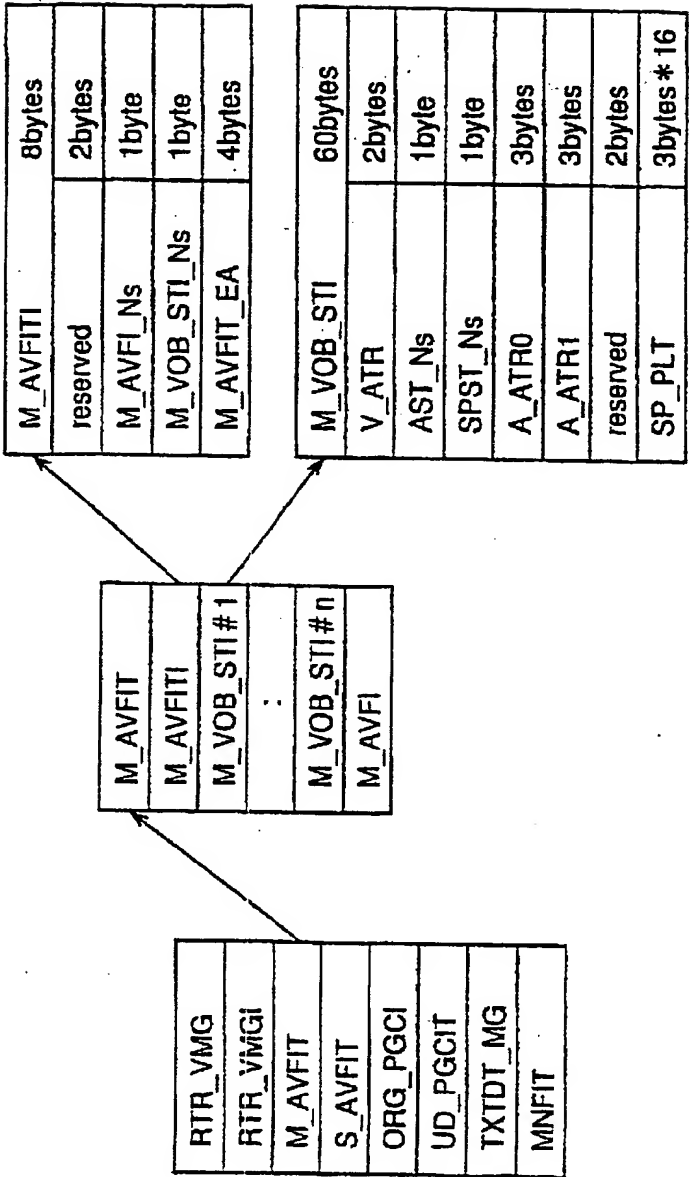 RTR_VMG
RTR_VMGI
M_AVFIT
S_AVFIT
ORG_PGCI
UD_PGCIT
TXTDT_MG
MNFIT
M_AVFIT
M_AVFITI
M_VOB_STI#1
:
M_VOB_STI#n
M_AVFI
M_AVFITI 8bytes
reserved 2bytes
M_AVFI_Ns 1byte
M_VOB_STI_Ns 1byte
M_AVFIT_EA 4bytes
M_VOB_STI 60bytes
V_ATR 2bytes
AST_Ns 1byte
SPST_Ns 1byte
A_ATR0 3bytes
A_ATR1 3bytes
reserved 2bytes
SP_PLT 3bytes*16